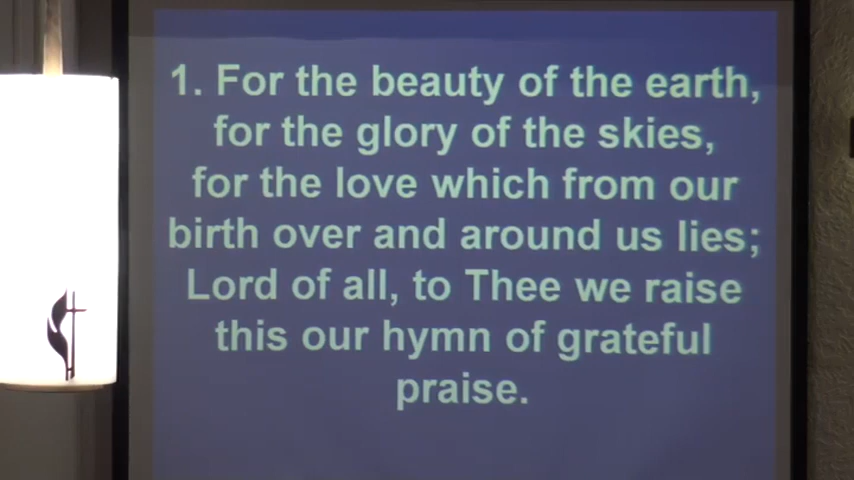 1. For the beauty of the earth,
for the glory of the skies,
for the love which from our
birth over and around us lies;
Lord of all, to Thee we raise
this our hymn of grateful
praise.